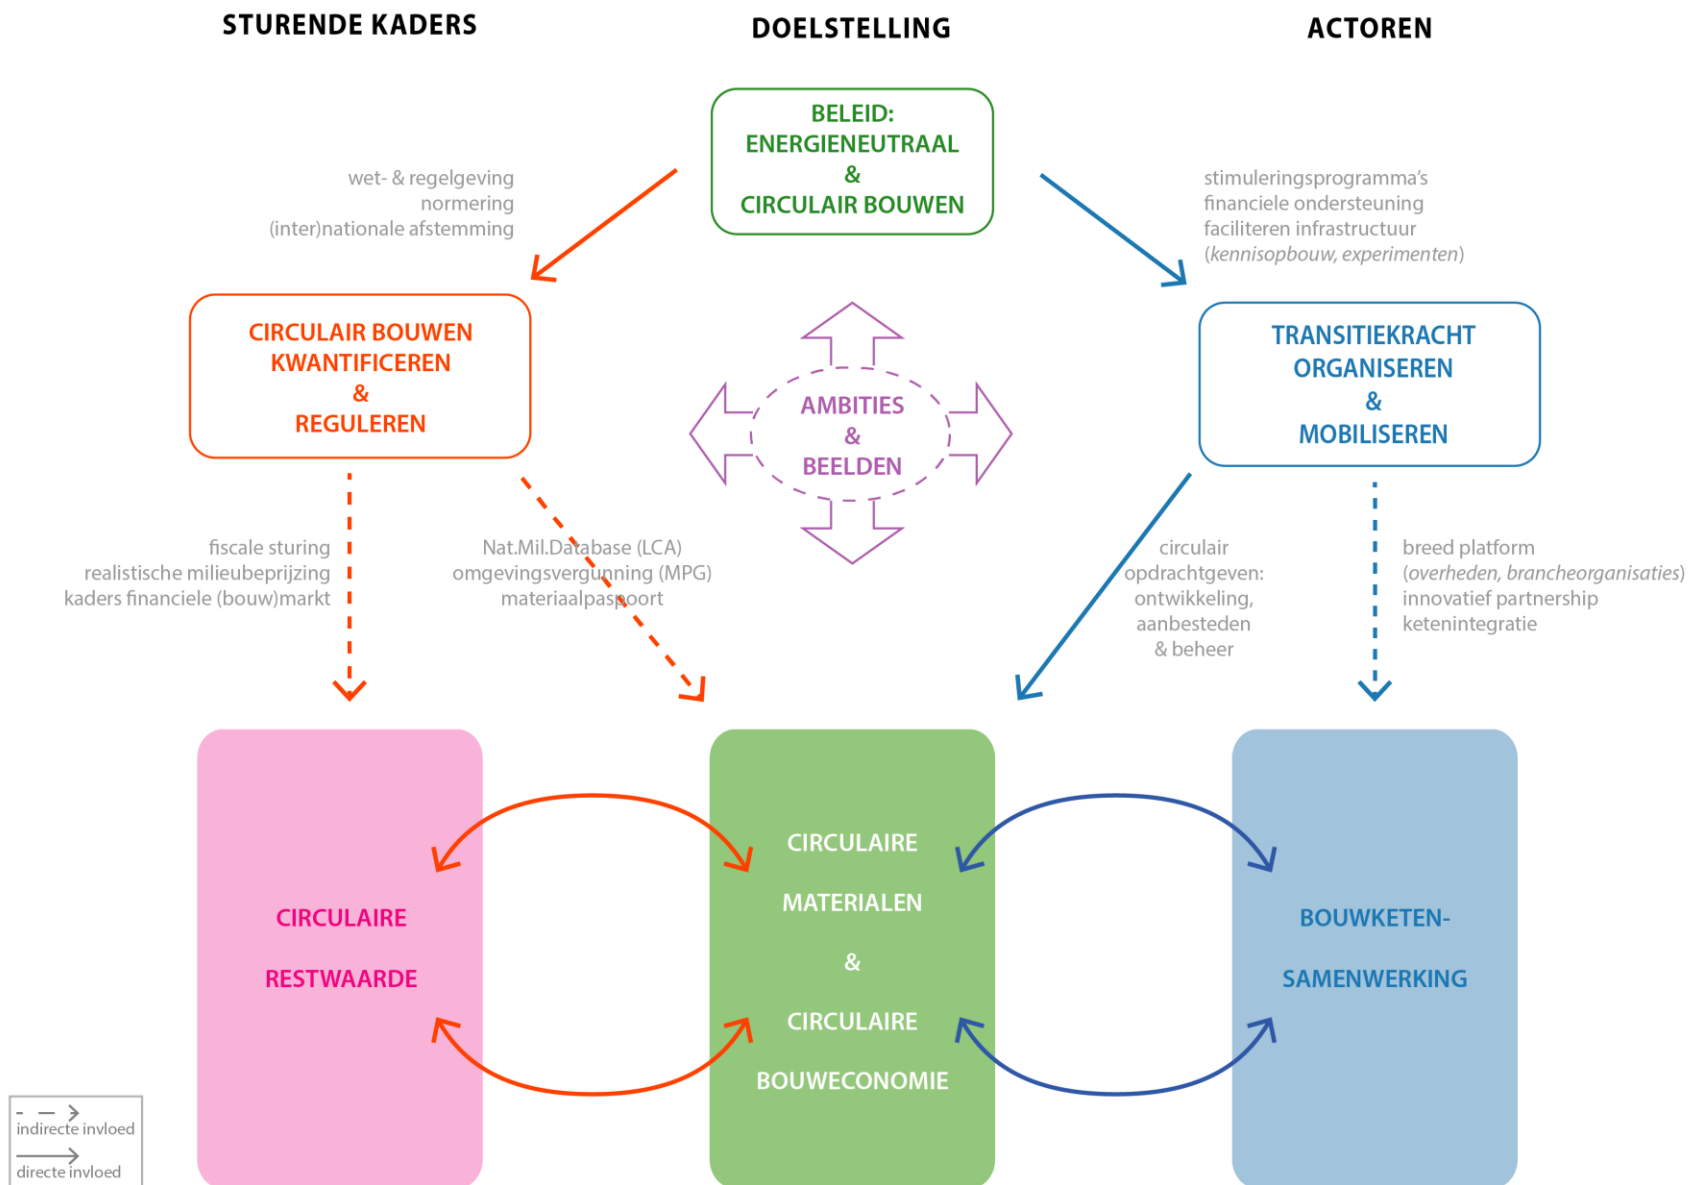 STURENDE KADERS
DOELSTELLING
ACTOREN
BELEID:
ENERGIENEUTRAAL
&
CIRCULAIR BOUWEN
wet- & regelgeving
normering
(inter)nationale afstemming
stimuleringsprogramma's
financiele ondersteuning
faciliteren infrastructuur
(kennisopbouw, experimenten)
CIRCULAIR BOUWEN
KWANTIFICEREN
&
REGULEREN
AMBITIES
&
BEELDEN
TRANSITIEKRACHT
ORGANISEREN
&
MOBILISEREN
fiscale sturing
realistische milieubeprijzing
kaders financiele (bouw)markt
Nat.Mil.Database (LCA)
omgevingsvergunning (MPG)
materiaalpaspoort
circulair
opdrachtgeven:
ontwikkeling,
aanbesteden
& beheer
breed platform
(overheden, brancheorganisaties)
innovatief partnership
ketenintegratie
CIRCULAIRE
RESTWAARDE
CIRCULAIRE
MATERIALEN
&
CIRCULAIRE
BOUWECONOMIE
BOUWKETEN-
SAMENWERKING
indirecte invloed
directe invloed